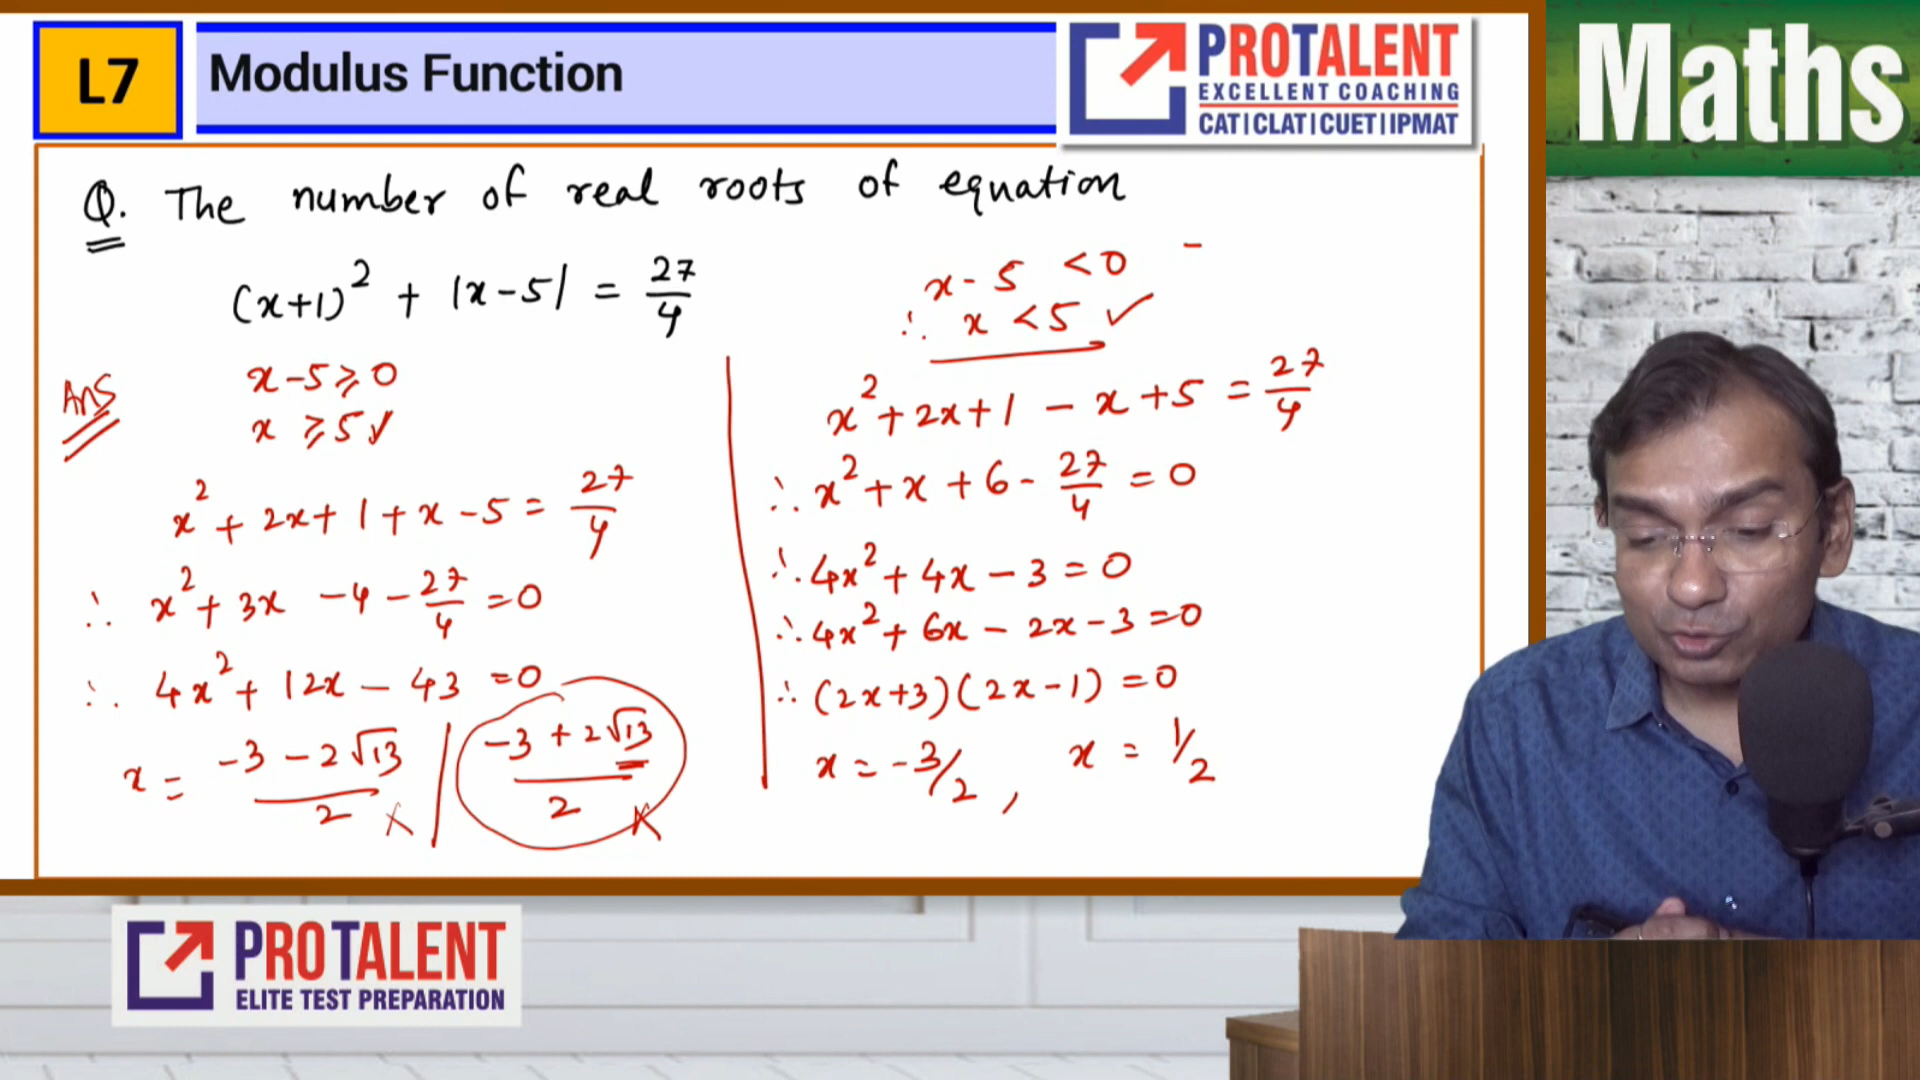 L7
Modulus Function
PROTALENT
EXCELLENT COACHING
CAT|CLAT|CUET|IPMAT
Maths
Q. The number of real roots of equation
(x+1)² + |x-5| = 27/4
Ans
x-5 ≥ 0
x ≥ 5 ✓
x² + 2x + 1 + x - 5 = 27/4
∴ x² + 3x - 4 - 27/4 = 0
∴ 4x² + 12x - 43 = 0
x = (-3 - 2√13)/2 × | (-3 + 2√13)/2 ×
x - 5 < 0 -
∴ x < 5 ✓
x² + 2x + 1 - x + 5 = 27/4
∴ x² + x + 6 - 27/4 = 0
∴ 4x² + 4x - 3 = 0
∴ 4x² + 6x - 2x - 3 = 0
∴ (2x+3)(2x-1) = 0
x = -3/2, x = 1/2
PROTALENT
ELITE TEST PREPARATION